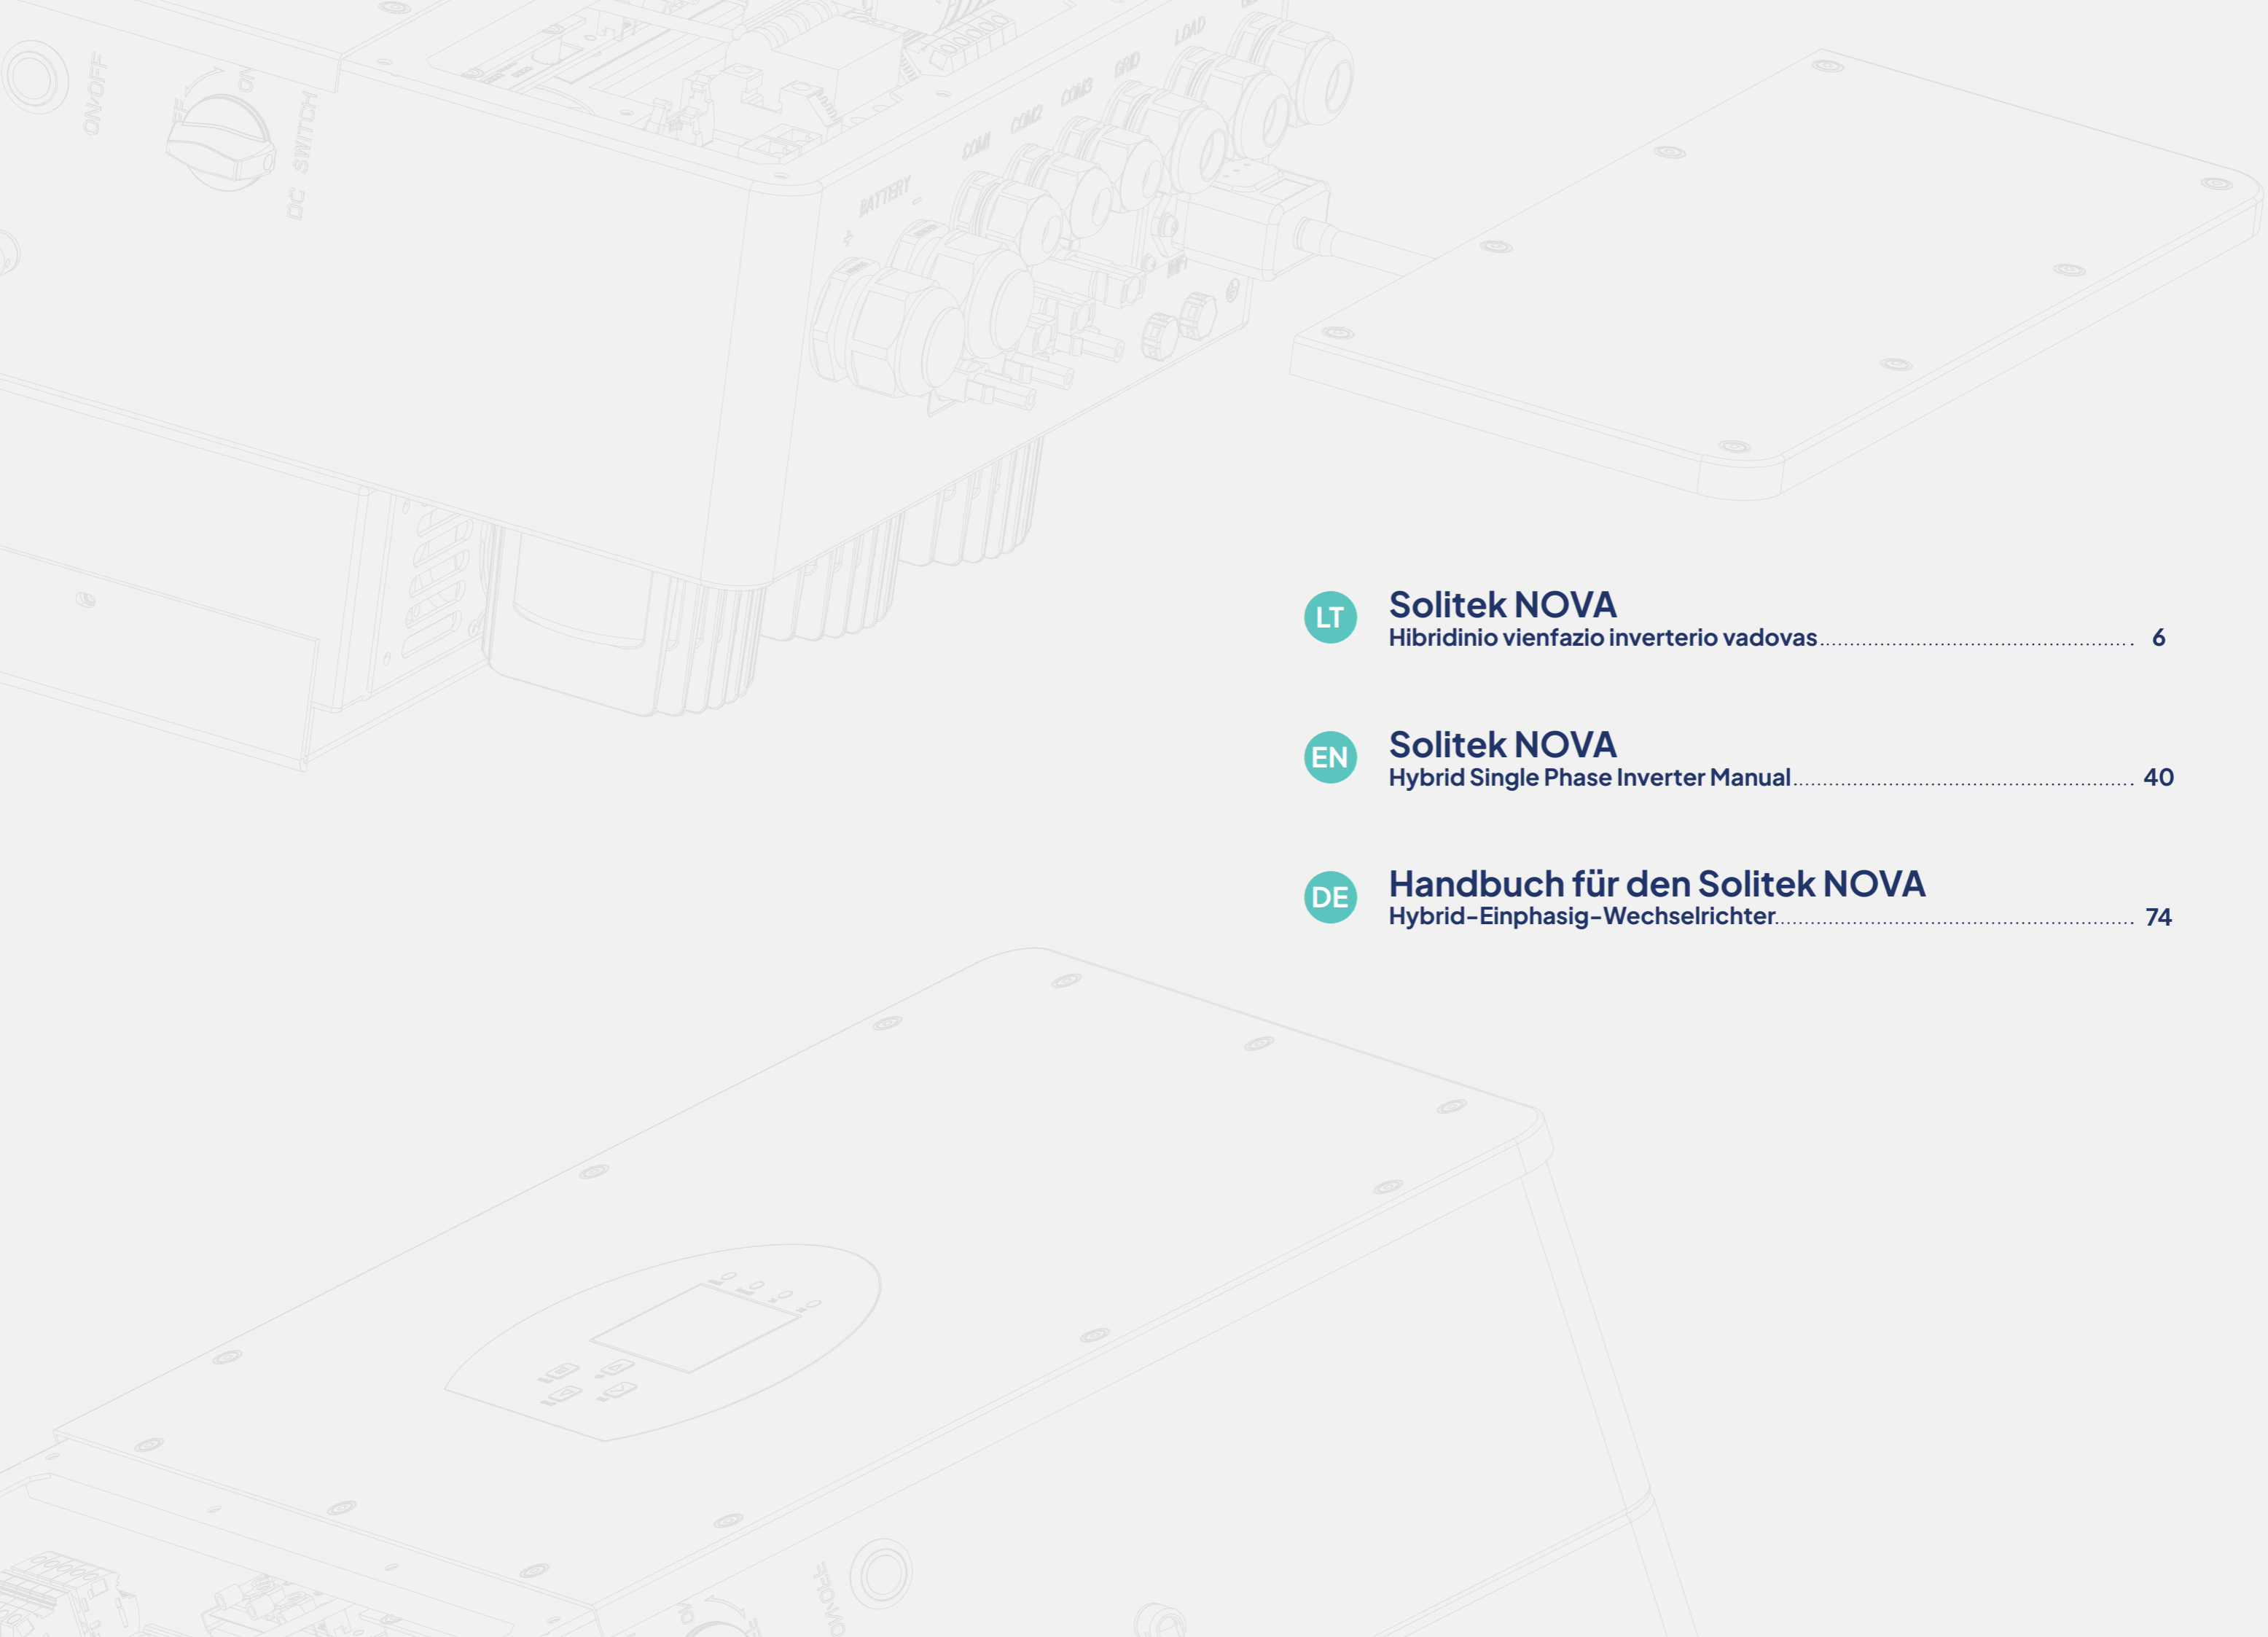 ON/OFF
ON
DC SWITCH
BATTERY
+
-
COM1
COM2
COM3
GRID
LOAD
WIFI
LT
Solitek NOVA
Hibridinio vienfazio inverterio vadovas
6
EN
Solitek NOVA
Hybrid Single Phase Inverter Manual
40
DE
Handbuch für den Solitek NOVA
Hybrid-Einphasig-Wechselrichter
74